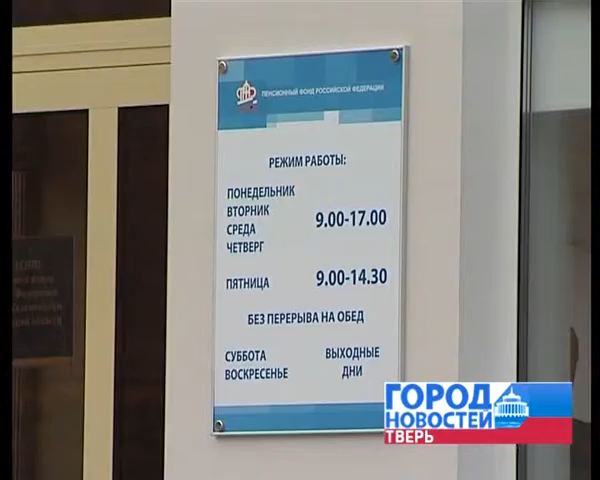 ПЕНСИОННЫЙ ФОНД РОССИЙСКОЙ ФЕДЕРАЦИИ
РЕЖИМ РАБОТЫ:
ПОНЕДЕЛЬНИК
ВТОРНИК
СРЕДА
ЧЕТВЕРГ
9.00-17.00
ПЯТНИЦА 9.00-14.30
БЕЗ ПЕРЕРЫВА НА ОБЕД
СУББОТА
ВОСКРЕСЕНЬЕ
ВЫХОДНЫЕ
ДНИ
ГОРОД
НОВОСТЕЙ
ТВЕРЬ